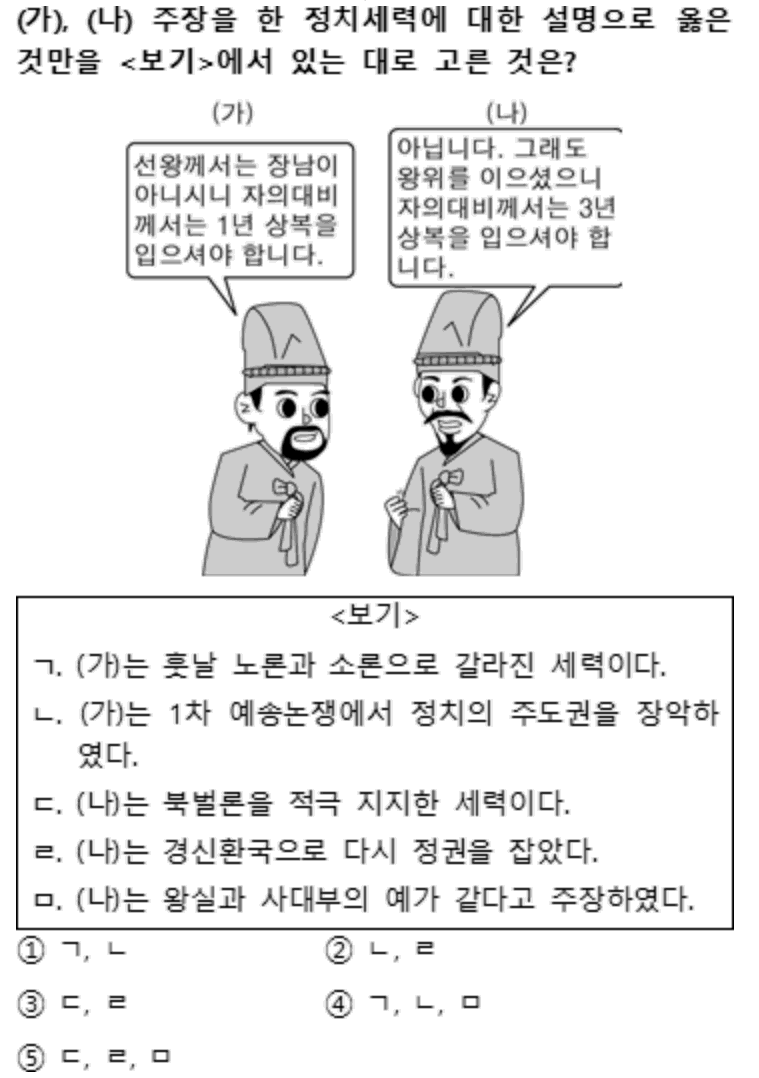 (가), (나) 주장을 한 정치세력에 대한 설명으로 옳은
것만을 <보기>에서 있는 대로 고른 것은?
(가)
(나)
선왕께서는 장남이
아니시니 자의대비
께서는 1년 상복을
입으셔야 합니다.
아닙니다. 그래도
왕위를 이으셨으니
자의대비께서는 3년
상복을 입으셔야 합
니다.
<보기>
ㄱ. (가)는 훗날 노론과 소론으로 갈라진 세력이다.
ㄴ. (가)는 1차 예송논쟁에서 정치의 주도권을 장악하
였다.
ㄷ. (나)는 북벌론을 적극 지지한 세력이다.
ㄹ. (나)는 경신환국으로 다시 정권을 잡았다.
ㅁ. (나)는 왕실과 사대부의 예가 같다고 주장하였다.
① ㄱ, ㄴ ② ㄴ, ㄹ
③ ㄷ, ㄹ ④ ㄱ, ㄴ, ㅁ
⑤ ㄷ, ㄹ, ㅁ